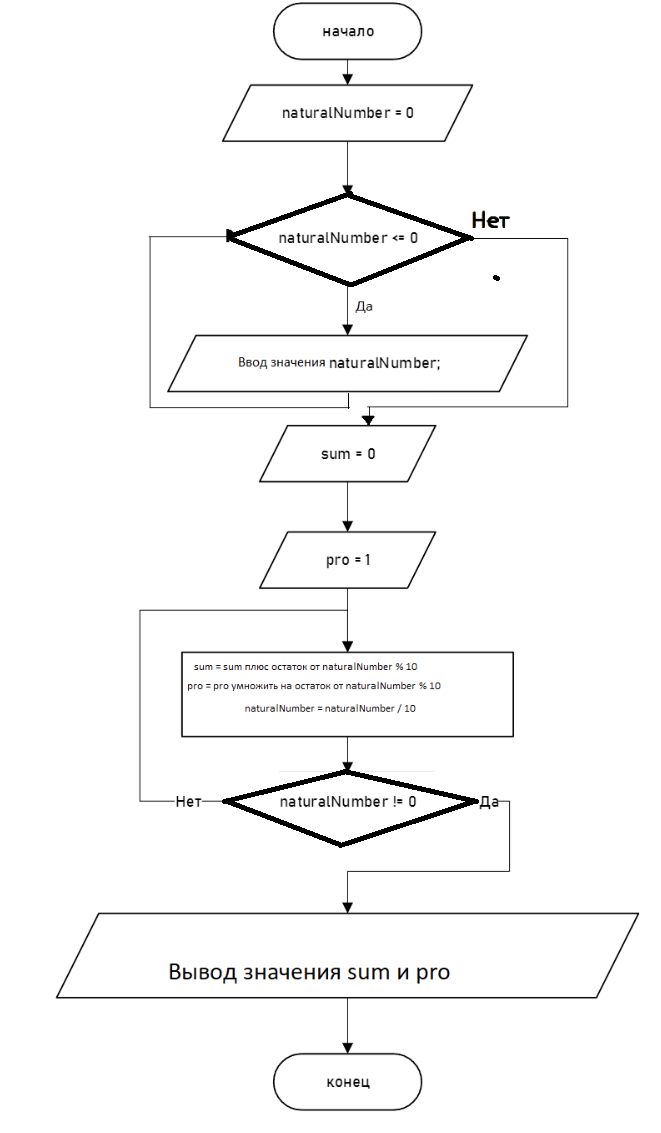 начало
naturalNumber = 0
Нет
naturalNumber <= 0
Да
Ввод значения naturalNumber;
sum = 0
pro = 1
sum = sum плюс остаток от naturalNumber % 10
pro = pro умножить на остаток от naturalNumber % 10
naturalNumber = naturalNumber / 10
Нет naturalNumber != 0 Да
Вывод значения sum и pro
конец